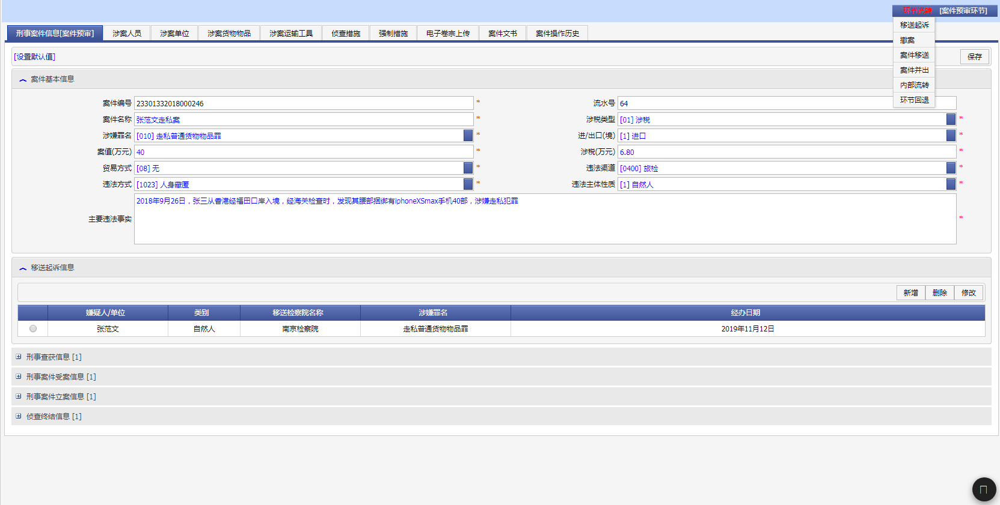 环节流转 [案件预审环节]
移送起诉
撤案
案件移送
案件并出
内部流转
环节回退
刑事案件信息[案件预审] 涉案人员 涉案单位 涉案货物物品 涉案运输工具 侦查措施 强制措施 电子卷宗上传 案件文书 案件操作历史
[设置默认值] 保存
案件基本信息
案件编号 23301332018000246 * 流水号 64
案件名称 张范文走私案 * 涉税类型 [01] 涉税 *
涉嫌罪名 [010] 走私普通货物物品罪 * 进/出口(境) [1] 进口 *
案值(万元) 40 * 涉税(万元) 6.80 *
贸易方式 [08] 无 * 违法渠道 [0400] 旅检 *
违法方式 [1023] 人身藏匿 * 违法主体性质 [1] 自然人 *
主要违法事实 2018年9月26日，张三从香港经福田口岸入境，经海关检查时，发现其腰部捆绑有iphoneXSmax手机40部，涉嫌走私犯罪 *
移送起诉信息
新增 删除 修改
嫌疑人/单位 类别 移送检察院名称 涉嫌罪名 经办日期
张范文 自然人 南京检察院 走私普通货物物品罪 2019年11月12日
刑事查获信息 [1]
刑事案件受案信息 [1]
刑事案件立案信息 [1]
侦查终结信息 [1]